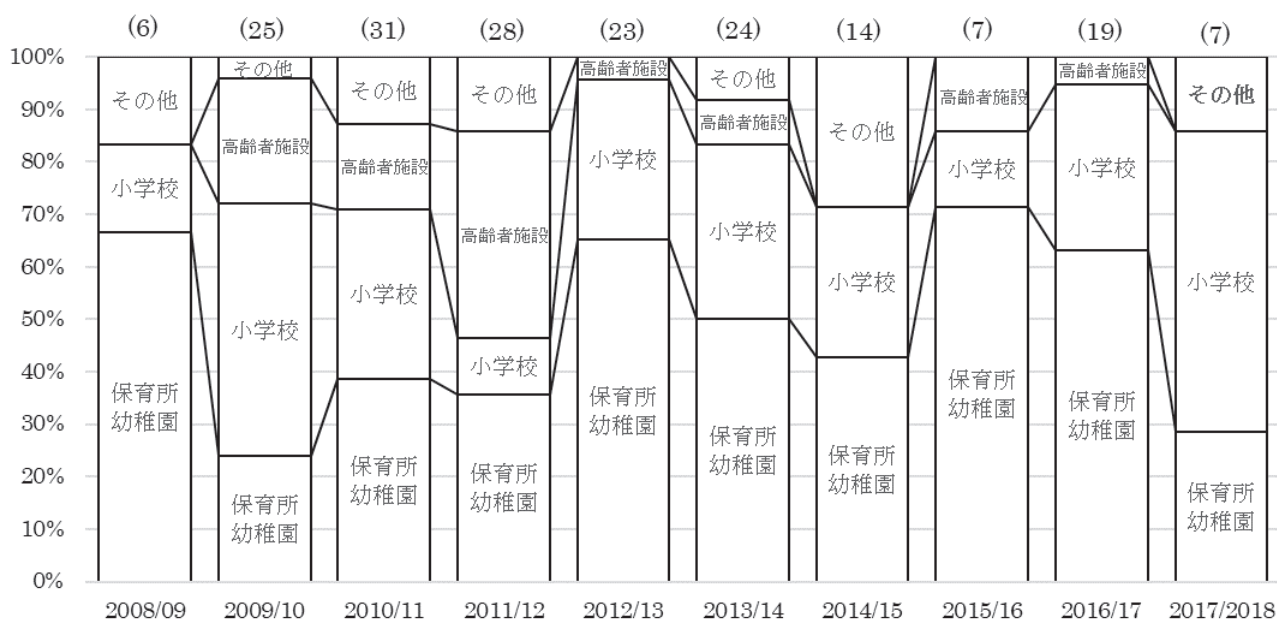 (6) (25) (31) (28) (23) (24) (14) (7) (19) (7)
100%
90%
80%
70%
60%
50%
40%
30%
20%
10%
0%
その他
小学校
保育所
幼稚園
その他
高齢者施設
小学校
保育所
幼稚園
その他
高齢者施設
小学校
保育所
幼稚園
その他
高齢者施設
小学校
保育所
幼稚園
高齢者施設
小学校
保育所
幼稚園
その他
高齢者施設
小学校
保育所
幼稚園
その他
小学校
保育所
幼稚園
高齢者施設
小学校
保育所
幼稚園
高齢者施設
小学校
保育所
幼稚園
その他
小学校
保育所
幼稚園
2008/09 2009/10 2010/11 2011/12 2012/13 2013/14 2014/15 2015/16 2016/17 2017/2018